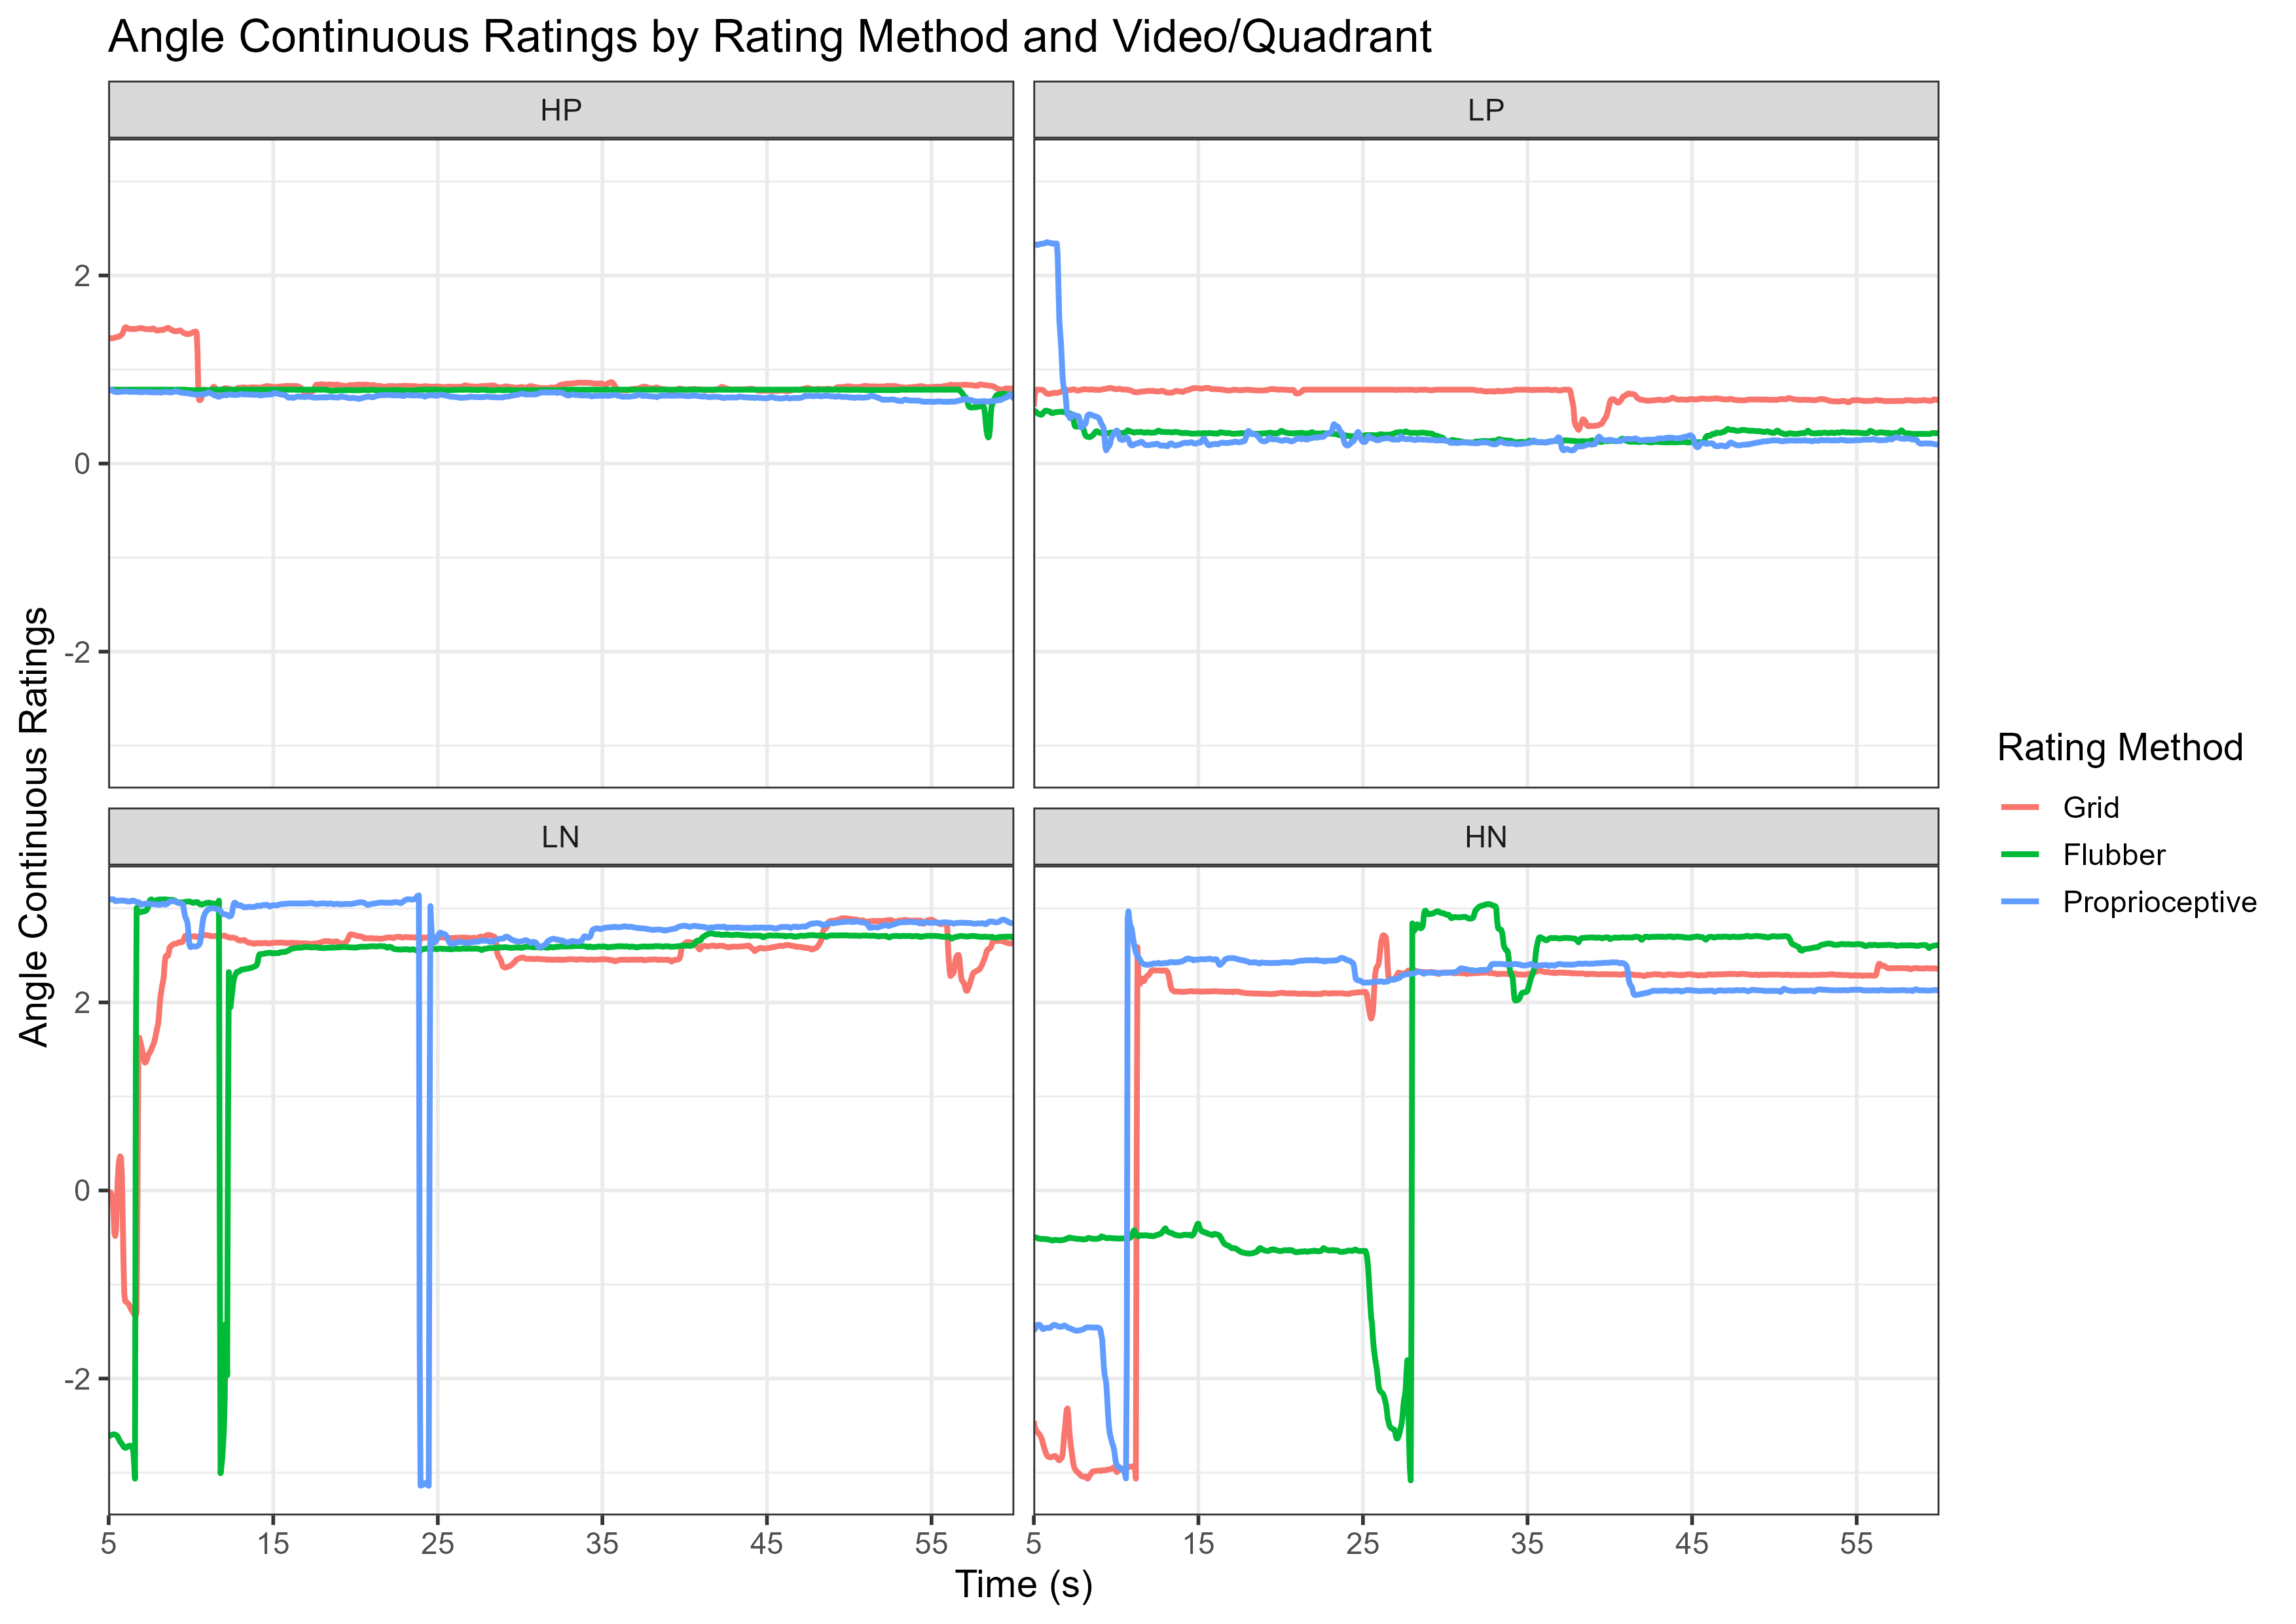 Angle Continuous Ratings by Rating Method and Video/Quadrant
HP
LP
2
0
-2
LN
HN
2
0
-2
Angle Continuous Ratings
5 15 25 35 45 55
5 15 25 35 45 55
Time (s)
Rating Method
Grid
Flubber
Proprioceptive